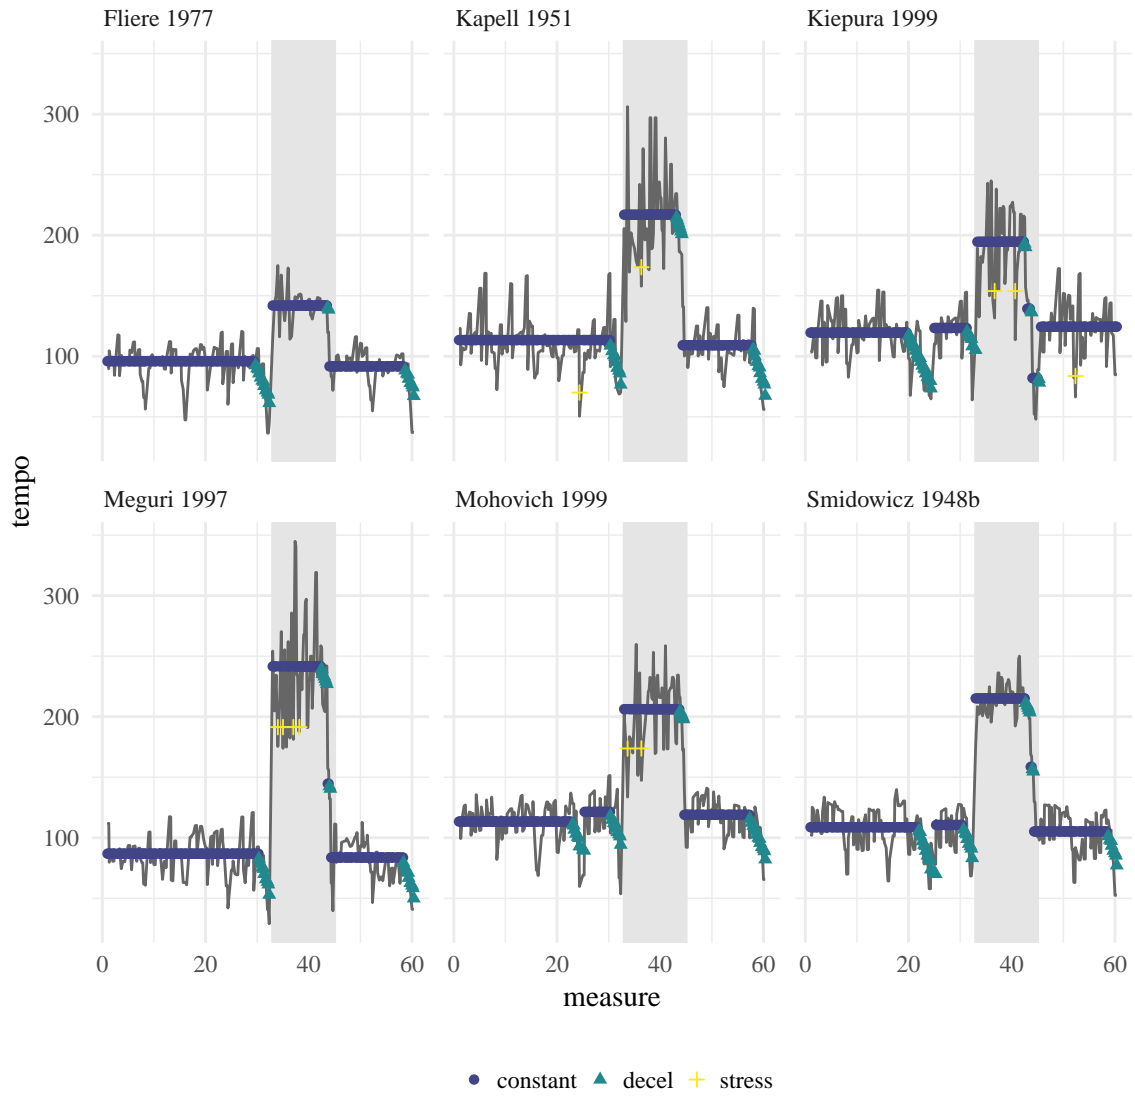 Fliere 1977
Kapell 1951
Kiepura 1999
300
200
100
Meguri 1997
Mohovich 1999
Smidowicz 1948b
tempo
300
200
100
0 20 40 60 0 20 40 60 0 20 40 60
measure
constant decel stress